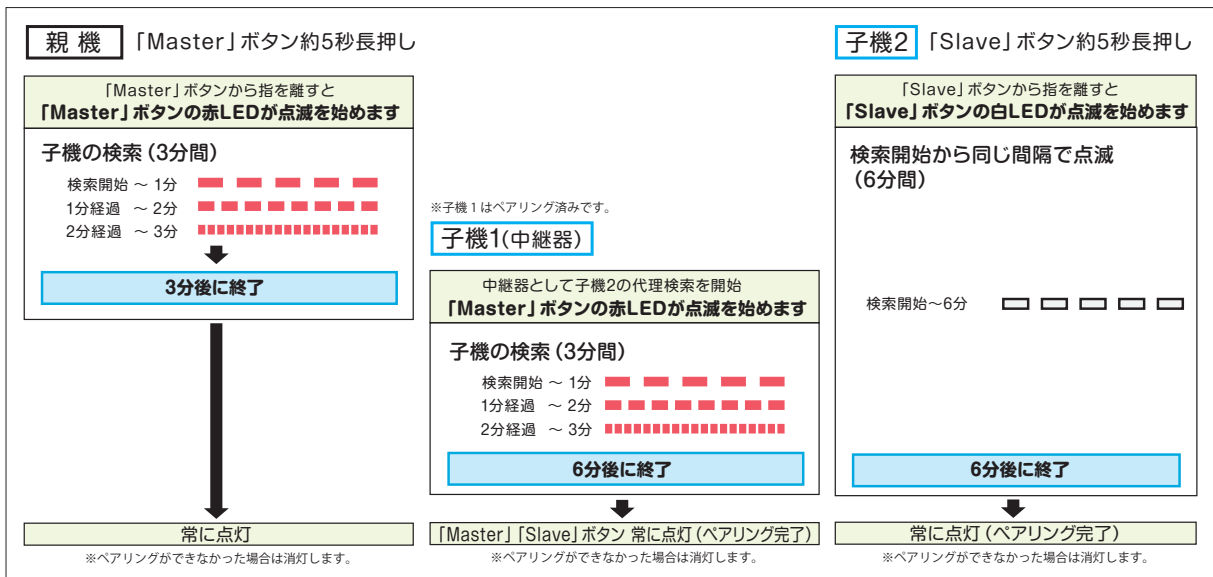 親 機 「Master」ボタン約5秒長押し
「Master」ボタンから指を離すと
「Master」ボタンの赤LEDが点滅を始めます
子機の検索(3分間)
検索開始 ～ 1分
1分経過 ～ 2分
2分経過 ～ 3分
3分後に終了
常に点灯
※ペアリングができなかった場合は消灯します。
※子機1はペアリング済みです。
子機1(中継器)
中継器として子機2の代理検索を開始
「Master」ボタンの赤LEDが点滅を始めます
子機の検索(3分間)
検索開始 ～ 1分
1分経過 ～ 2分
2分経過 ～ 3分
6分後に終了
「Master」「Slave」ボタン 常に点灯(ペアリング完了)
※ペアリングができなかった場合は消灯します。
子機2 「Slave」ボタン約5秒長押し
「Slave」ボタンから指を離すと
「Slave」ボタンの白LEDが点滅を始めます
検索開始から同じ間隔で点滅
(6分間)
検索開始～6分
6分後に終了
常に点灯(ペアリング完了)
※ペアリングができなかった場合は消灯します。